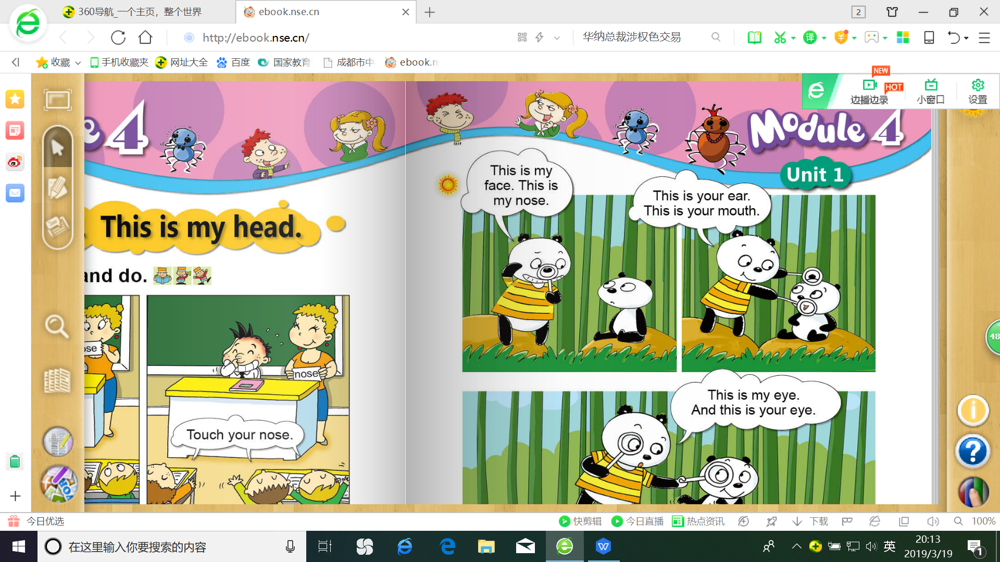 360导航_一个主页，整个世界
ebook.nse.cn
2
http://ebook.nse.cn/
华纳总裁涉权色交易
译
收藏
手机收藏夹
网址大全
百度
国家教育
成都市中
ebook.n
NEW
HOT
边播边录
小窗口
设置
e 4
Module 4
Unit 1
This is my head.
and do.
This is my
face. This is
my nose.
This is your ear.
This is your mouth.
ose
nose
Touch your nose.
This is my eye.
And this is your eye.
48
今日优选
快剪辑
今日直播
热点资讯
下载
100%
在这里输入你要搜索的内容
英
20:13
2019/3/19
1